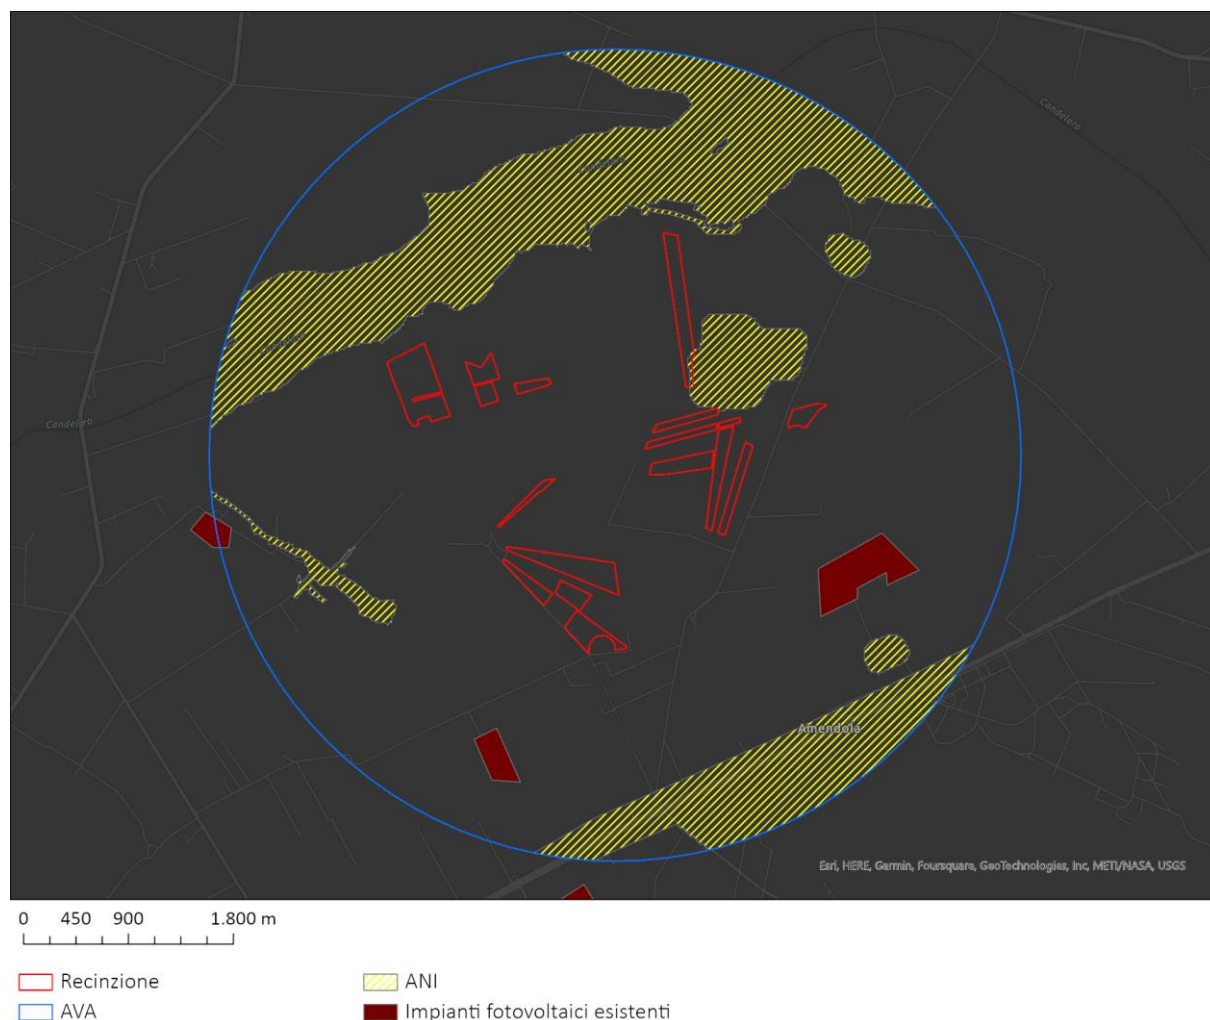 Candelaro
Candelaro
Amendola
Esri, HERE, Garmin, Foursquare, GeoTechnologies, Inc, METI/NASA, USGS
0 450 900 1.800 m
Recinzione
ANI
AVA
Impianti fotovoltaici esistenti